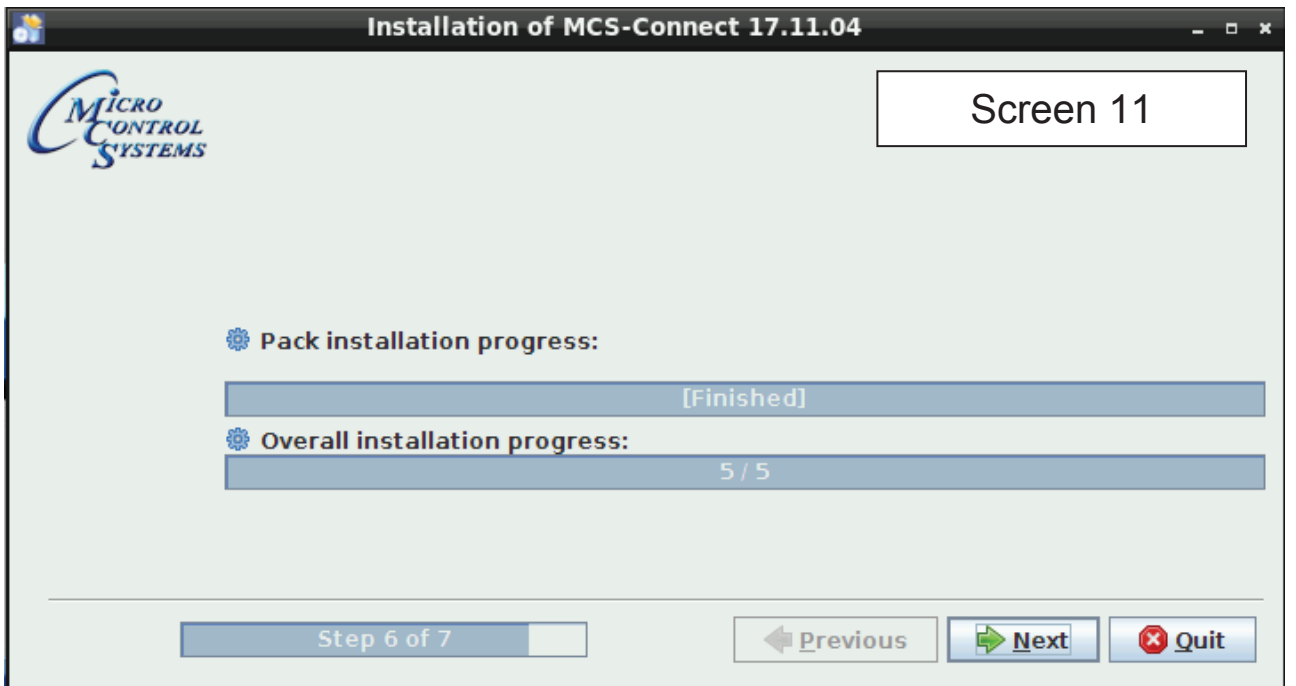 Installation of MCS-Connect 17.11.04
MICRO
CONTROL
SYSTEMS
Screen 11
Pack installation progress:
[Finished]
Overall installation progress:
5 / 5
Step 6 of 7
Previous
Next
Quit